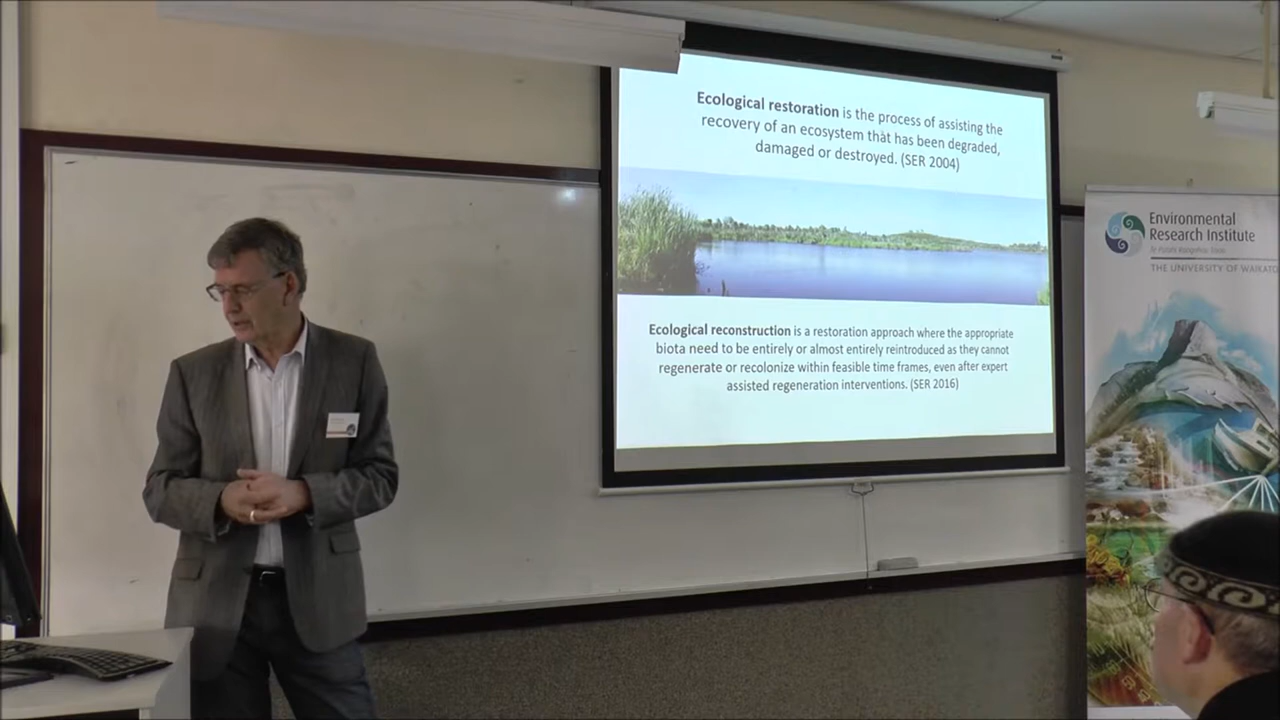 Ecological restoration is the process of assisting the
recovery of an ecosystem that has been degraded,
damaged or destroyed. (SER 2004)
Ecological reconstruction is a restoration approach where the appropriate
biota need to be entirely or almost entirely reintroduced as they cannot
regenerate or recolonize within feasible time frames, even after expert
assisted regeneration interventions. (SER 2016)
Environmental
Research Institute
THE UNIVERSITY OF WAIKATO